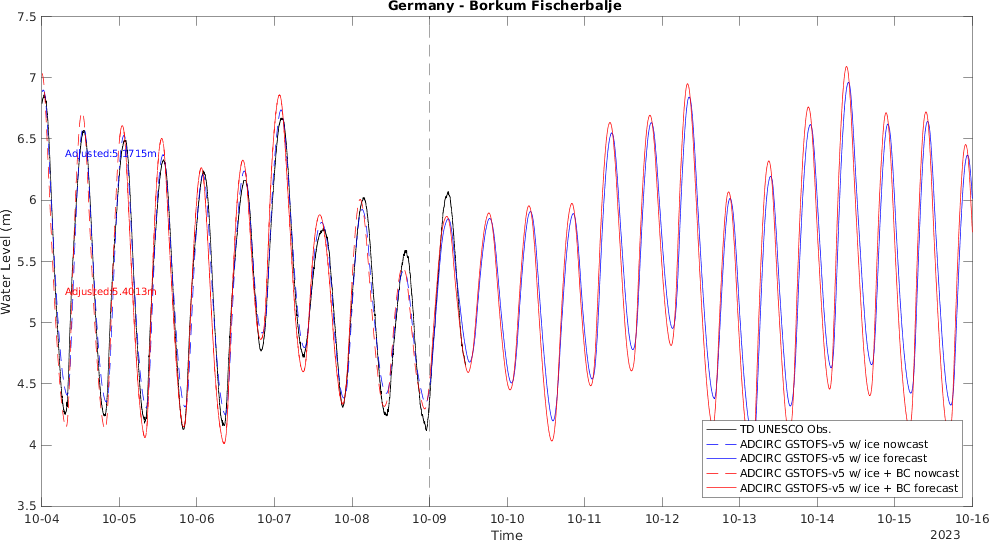 Germany - Borkum Fischerbalje
Water Level (m)
7.5
7
6.5
6
5.5
5
4.5
4
3.5
Adjusted:5.1715m
Adjusted:5.4013m
TD UNESCO Obs.
ADCIRC GSTOFS-v5 w/ ice nowcast
ADCIRC GSTOFS-v5 w/ ice forecast
ADCIRC GSTOFS-v5 w/ ice + BC nowcast
ADCIRC GSTOFS-v5 w/ ice + BC forecast
10-04 10-05 10-06 10-07 10-08 10-09 10-10 10-11 10-12 10-13 10-14 10-15 10-16
Time
2023